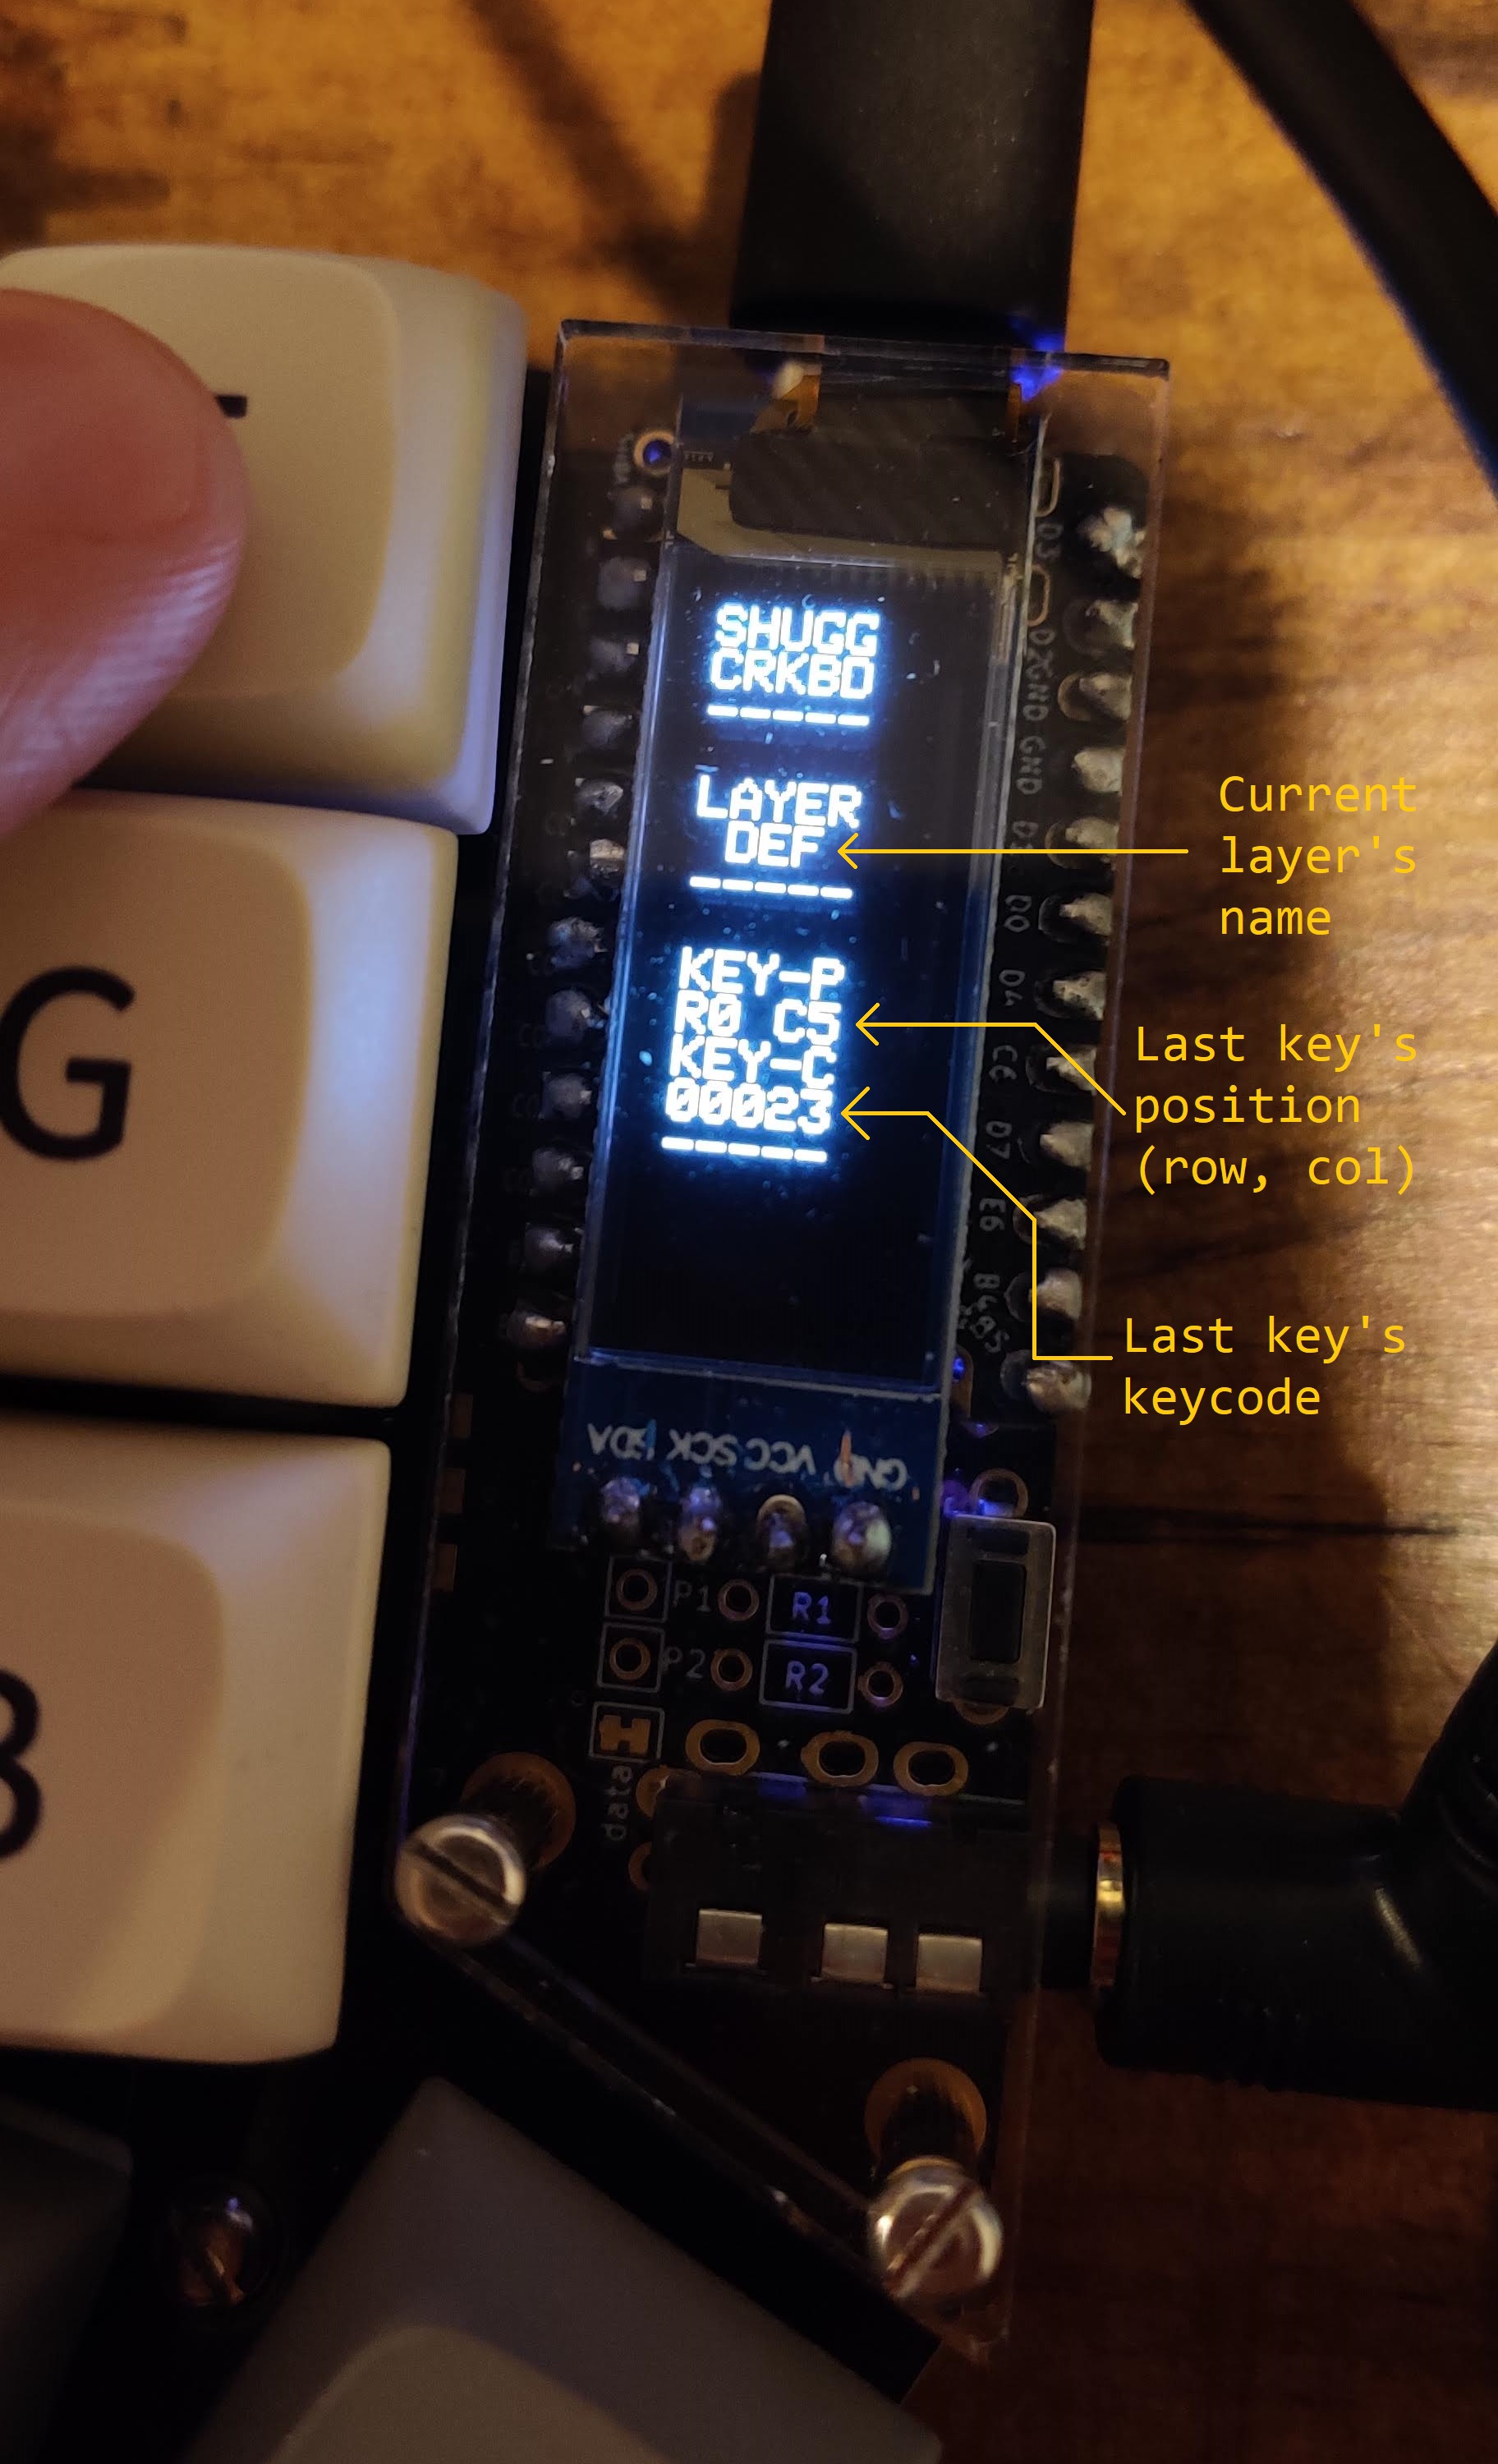 SHUGG
CRKBD
-----
LAYER
DEF
-----
KEY-P
R0 C5
KEY-C
00023
-----
Current
layer's
name
Last key's
position
(row, col)
Last key's
keycode
G
D3
D2
GND
GND
D1
D0
D4
C6
D7
E6
B4
B5
SDA SCK VCC GND
P1
R1
P2
R2
data